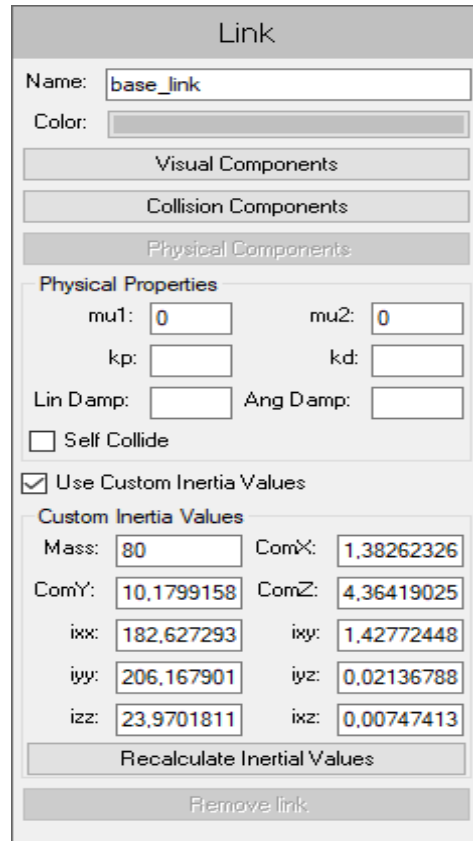 Link
Name: base_link
Color:
Visual Components
Collision Components
Physical Components
Physical Properties
mu1: 0 mu2: 0
kp: kd:
Lin Damp: Ang Damp:
Self Collide
Use Custom Inertia Values
Custom Inertia Values
Mass: 80 ComX: 1,38262326
ComY: 10,1799158 ComZ: 4,36419025
ixx: 182,627293 ixy: 1,42772448
iyy: 206,167901 iyz: 0,02136788
izz: 23,9701811 ixz: 0,00747413
Recalculate Inertial Values
Remove link